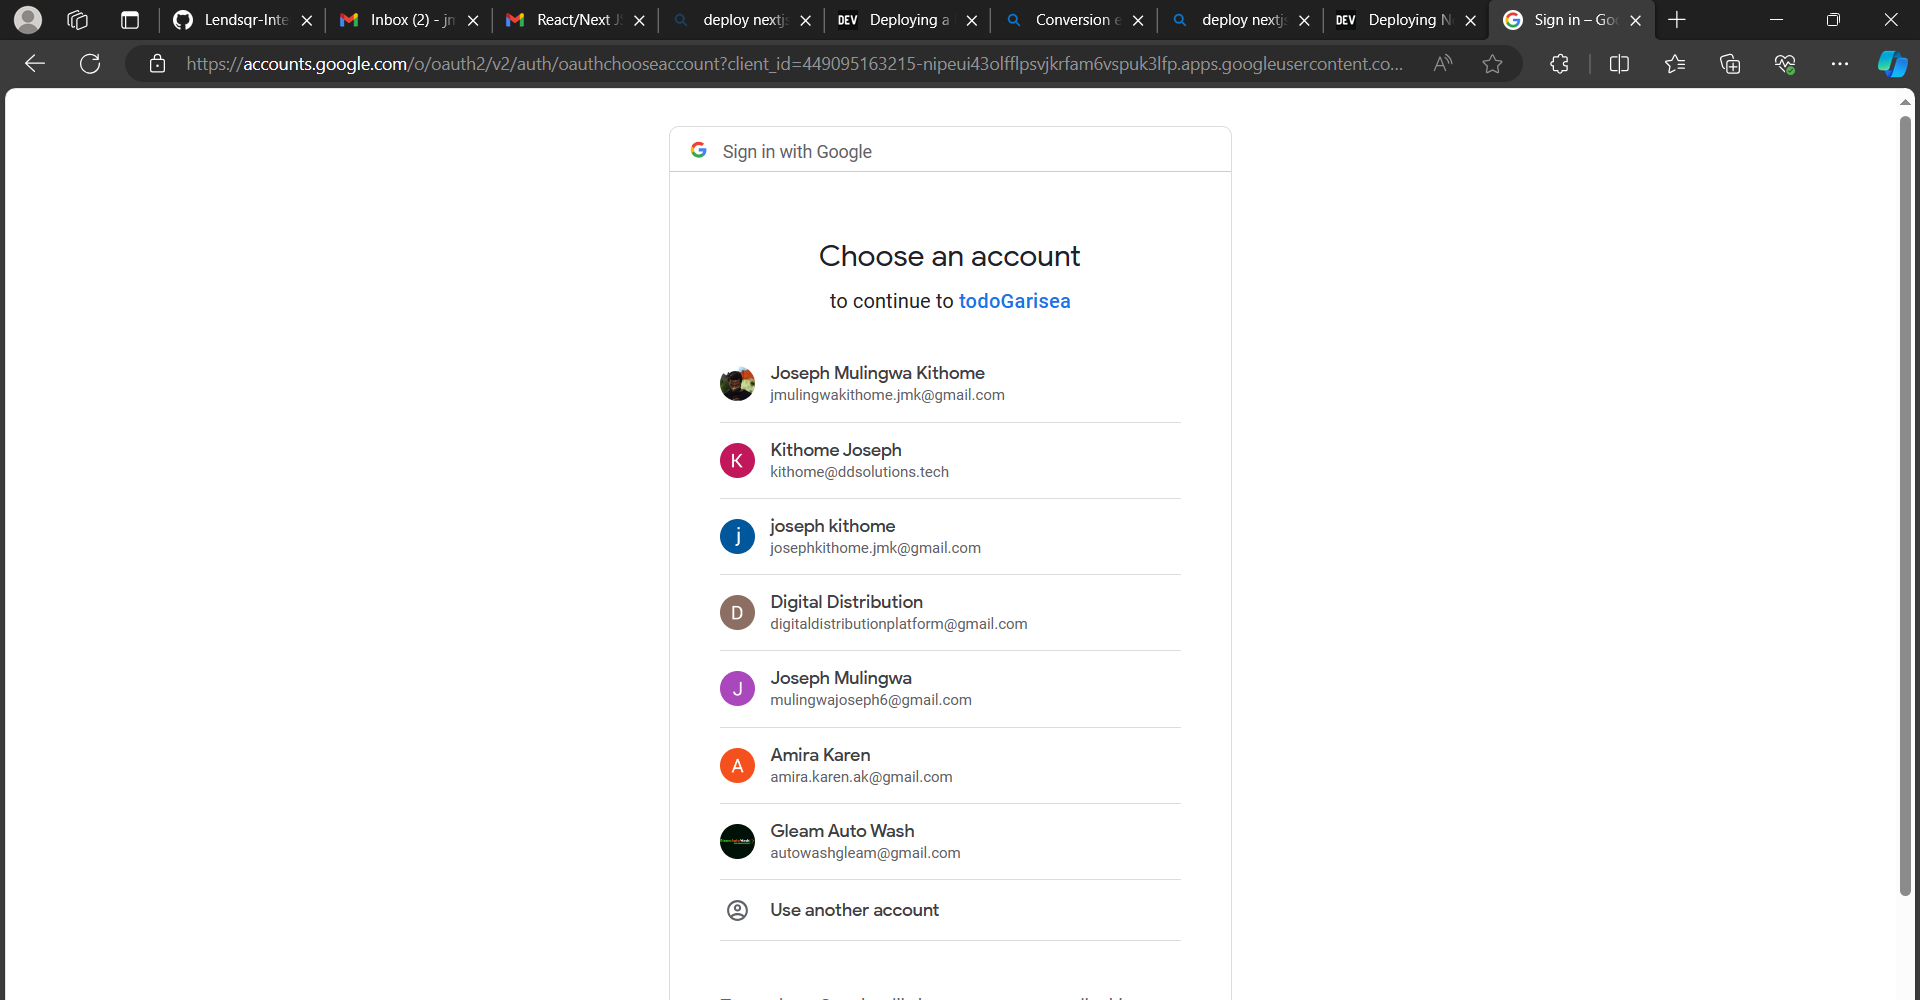 Lendsqr-Inte
Inbox (2) - jm
React/Next J
deploy nextjs
DEV
Deploying a
Conversion e
deploy nextjs
DEV
Deploying N
Sign in – Goo
https://accounts.google.com/o/oauth2/v2/auth/oauthchooseaccount?client_id=449095163215-nipeui43olfflpsvjkrfam6vspuk3lfp.apps.googleusercontent.co...
Sign in with Google
Choose an account
to continue to todoGarisea
Joseph Mulingwa Kithome
jmulingwakithome.jmk@gmail.com
K
Kithome Joseph
kithome@ddsolutions.tech
j
joseph kithome
josephkithome.jmk@gmail.com
D
Digital Distribution
digitaldistributionplatform@gmail.com
J
Joseph Mulingwa
mulingwajoseph6@gmail.com
A
Amira Karen
amira.karen.ak@gmail.com
Gleam Auto Wash
autowashgleam@gmail.com
Use another account